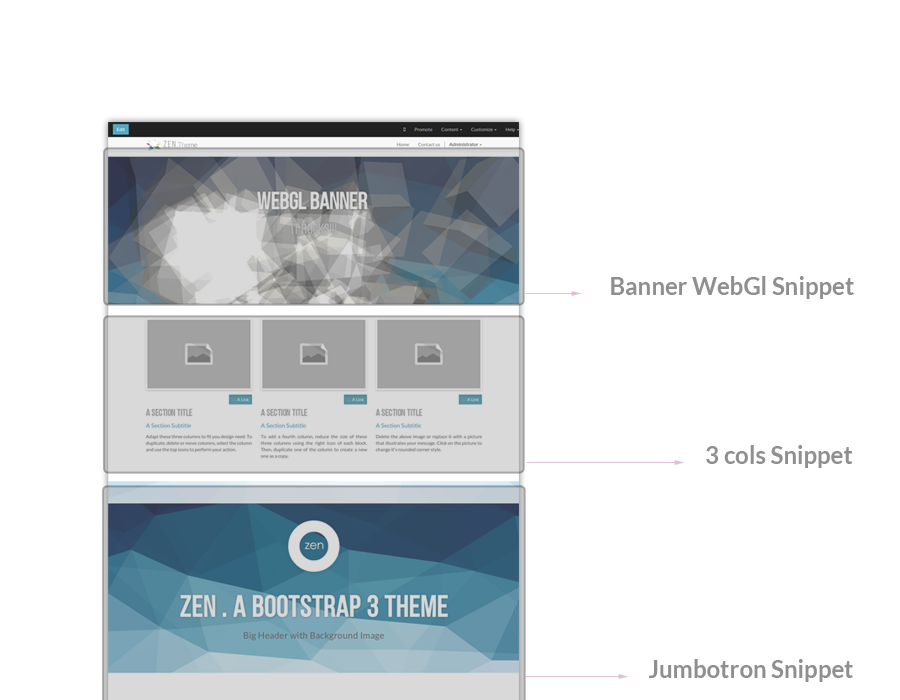 Edit
Promote Content Customize Help
ZEN Theme
Home Contact us Administrator
WEBGL BANNER
Banner WebGl Snippet
A Link
A Link
A Link
A SECTION TITLE
A Section Subtitle
Adapt these three columns to fit you design need. To
duplicate, delete or move columns, select the column
and use the top icons to perform your action.
A SECTION TITLE
A Section Subtitle
To add a fourth column, reduce the size of these
three columns using the right icon of each block.
Then, duplicate one of the column to create a new
one as a copy.
A SECTION TITLE
A Section Subtitle
Delete the above image or replace it with a picture
that illustrates your message. Click on the picture to
change it's rounded corner style.
3 cols Snippet
zen
ZEN . A BOOTSTRAP 3 THEME
Big Header with Background Image
Jumbotron Snippet